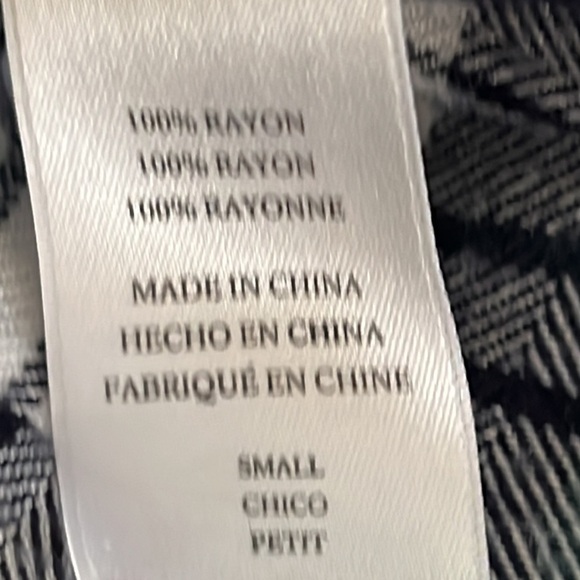 100% RAYON
100% RAYON
100% RAYONNE
MADE IN CHINA
HECHO EN CHINA
FABRIQUÉ EN CHINE
SMALL
CHICO
PETIT